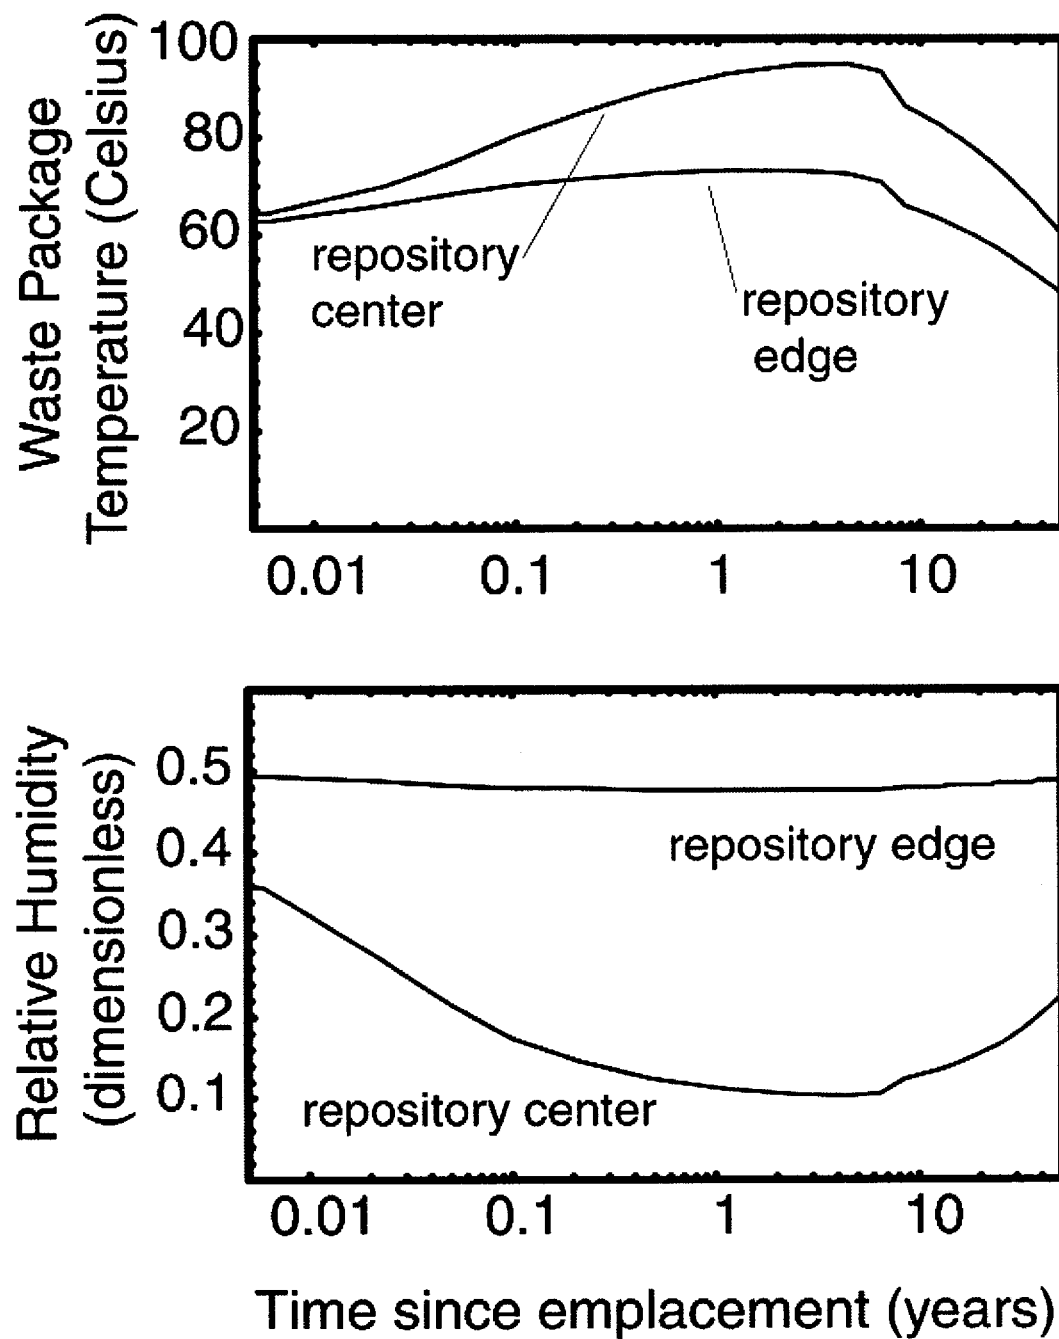 Waste Package
Temperature (Celsius)
100
80
60
40
20
repository
center
repository
edge
0.01
0.1
1
10
Relative Humidity
(dimensionless)
0.5
0.4
0.3
0.2
0.1
repository edge
repository center
0.01
0.1
1
10
Time since emplacement (years)